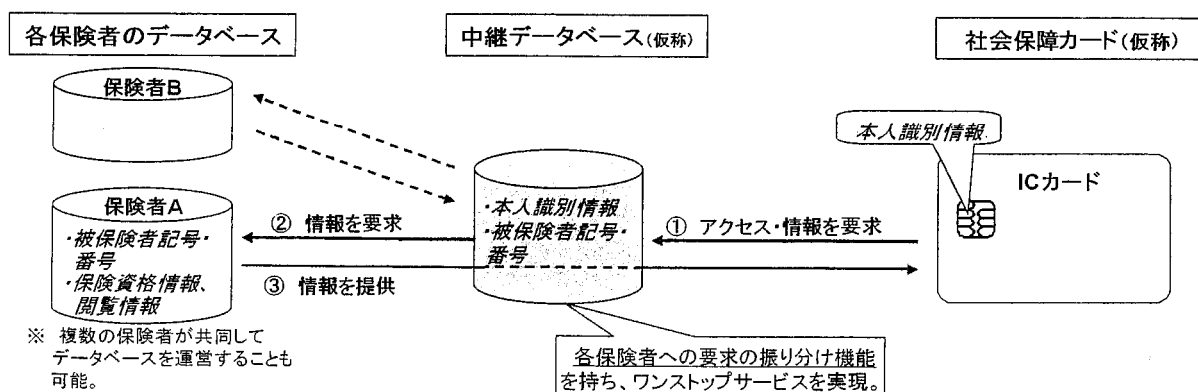 各保険者のデータベース
中継データベース(仮称)
社会保障カード(仮称)
保険者B
本人識別情報
ICカード
保険者A
・被保険者記号・
番号
・保険資格情報、
閲覧情報
② 情報を要求
③ 情報を提供
・本人識別情報
・被保険者記号・
番号
① アクセス・情報を要求
※ 複数の保険者が共同して
データベースを運営することも
可能。
各保険者への要求の振り分け機能
を持ち、ワンストップサービスを実現。